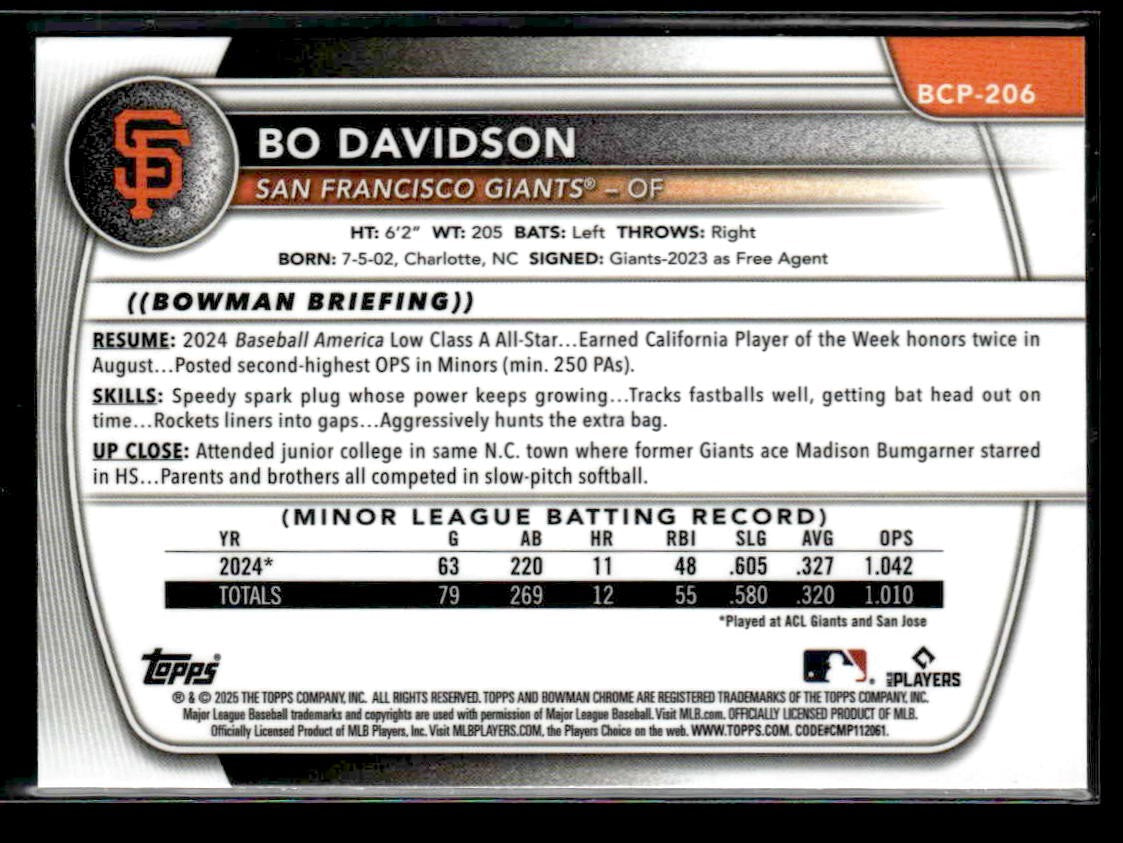 BCP-206
SF
BO DAVIDSON
SAN FRANCISCO GIANTS® – OF
HT: 6'2" WT: 205 BATS: Left THROWS: Right
BORN: 7-5-02, Charlotte, NC SIGNED: Giants-2023 as Free Agent
((BOWMAN BRIEFING))
RESUME: 2024 Baseball America Low Class A All-Star...Earned California Player of the Week honors twice in
August...Posted second-highest OPS in Minors (min. 250 PAs).
SKILLS: Speedy spark plug whose power keeps growing...Tracks fastballs well, getting bat head out on
time...Rockets liners into gaps...Aggressively hunts the extra bag.
UP CLOSE: Attended junior college in same N.C. town where former Giants ace Madison Bumgarner starred
in HS...Parents and brothers all competed in slow-pitch softball.
(MINOR LEAGUE BATTING RECORD)
YR G AB HR RBI SLG AVG OPS
2024* 63 220 11 48 .605 .327 1.042
TOTALS 79 269 12 55 .580 .320 1.010
*Played at ACL Giants and San Jose
Topps® MLB PLAYERS
® & © 2025 THE TOPPS COMPANY, INC. ALL RIGHTS RESERVED. TOPPS AND BOWMAN CHROME ARE REGISTERED TRADEMARKS OF THE TOPPS COMPANY, INC.
Major League Baseball trademarks and copyrights are used with permission of Major League Baseball. Visit MLB.com. OFFICIALLY LICENSED PRODUCT OF MLB.
Officially Licensed Product of MLB Players, Inc. Visit MLBPLAYERS.COM, the Players Choice on the web. WWW.TOPPS.COM. CODE#CMP112061.